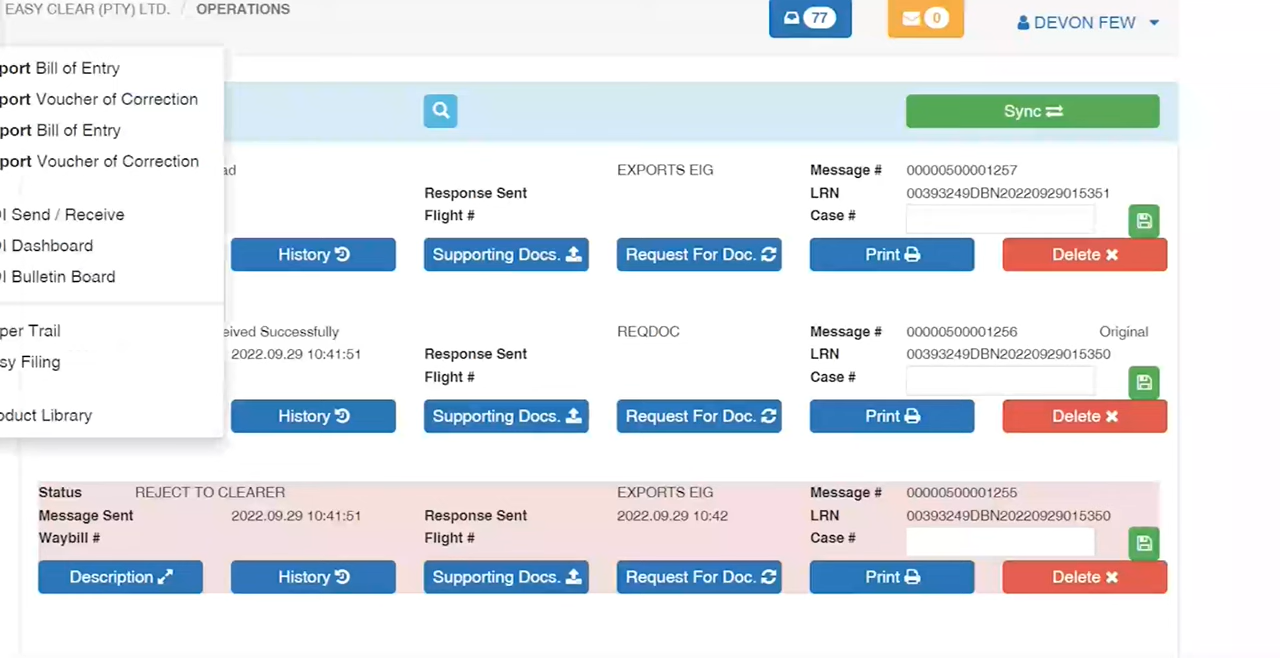 EASY CLEAR (PTY) LTD. / OPERATIONS
77
0
DEVON FEW
port Bill of Entry
port Voucher of Correction
port Bill of Entry
port Voucher of Correction
I Send / Receive
I Dashboard
I Bulletin Board
per Trail
sy Filing
oduct Library
Sync
ad EXPORTS EIG Message # 00000500001257
Response Sent LRN 00393249DBN20220929015351
Flight # Case #
History Supporting Docs. Request For Doc. Print Delete
eived Successfully REQDOC Message # 00000500001256 Original
2022.09.29 10:41:51 Response Sent LRN 00393249DBN20220929015350
Flight # Case #
History Supporting Docs. Request For Doc. Print Delete
Status REJECT TO CLEARER EXPORTS EIG Message # 00000500001255
Message Sent 2022.09.29 10:41:51 Response Sent 2022.09.29 10:42 LRN 00393249DBN20220929015350
Waybill # Flight # Case #
Description History Supporting Docs. Request For Doc. Print Delete